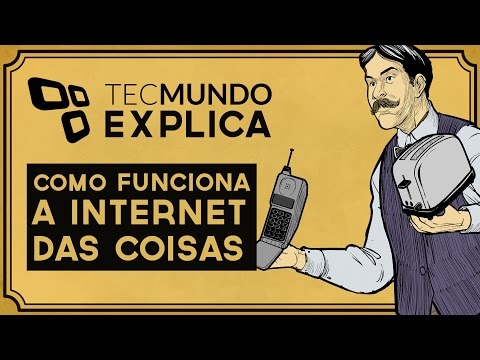 TECMUNDO
EXPLICA
COMO FUNCIONA
A INTERNET
DAS COISAS